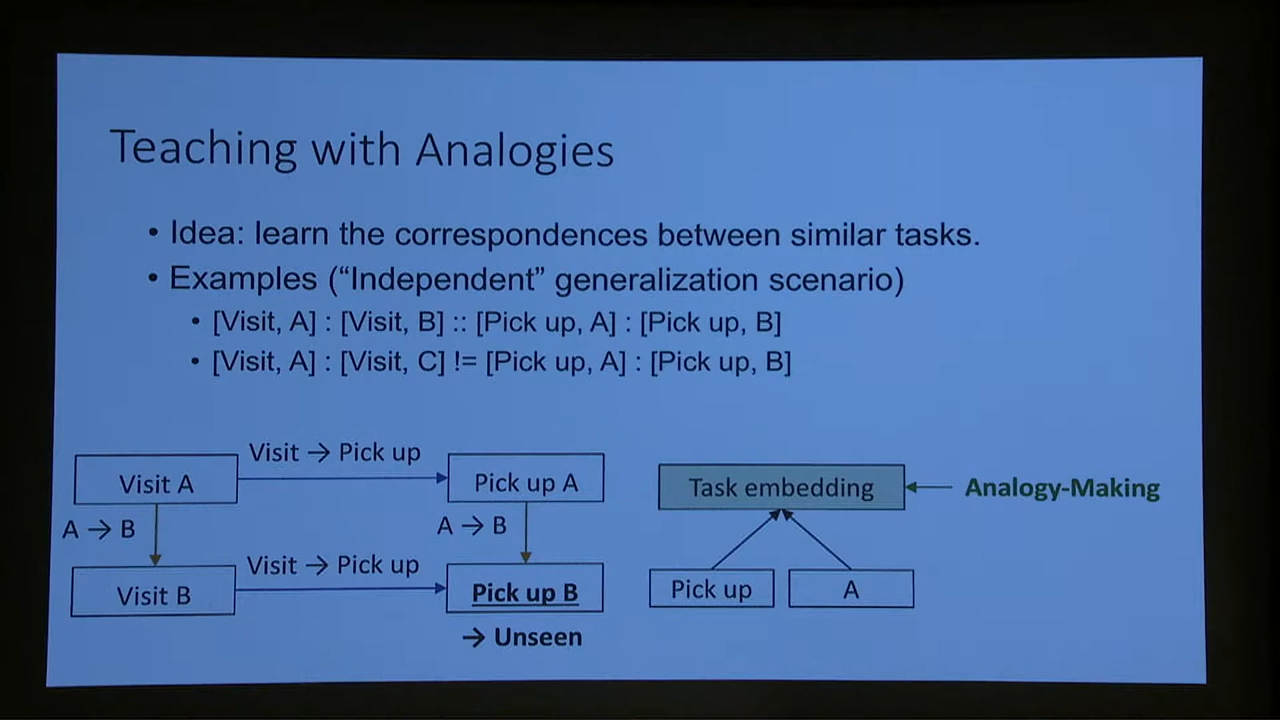 Teaching with Analogies
• Idea: learn the correspondences between similar tasks.
• Examples (“Independent” generalization scenario)
• [Visit, A] : [Visit, B] :: [Pick up, A] : [Pick up, B]
• [Visit, A] : [Visit, C] != [Pick up, A] : [Pick up, B]
Visit → Pick up
Visit A
Pick up A
A → B
A → B
Visit → Pick up
Visit B
Pick up B
→ Unseen
Task embedding
Analogy-Making
Pick up
A